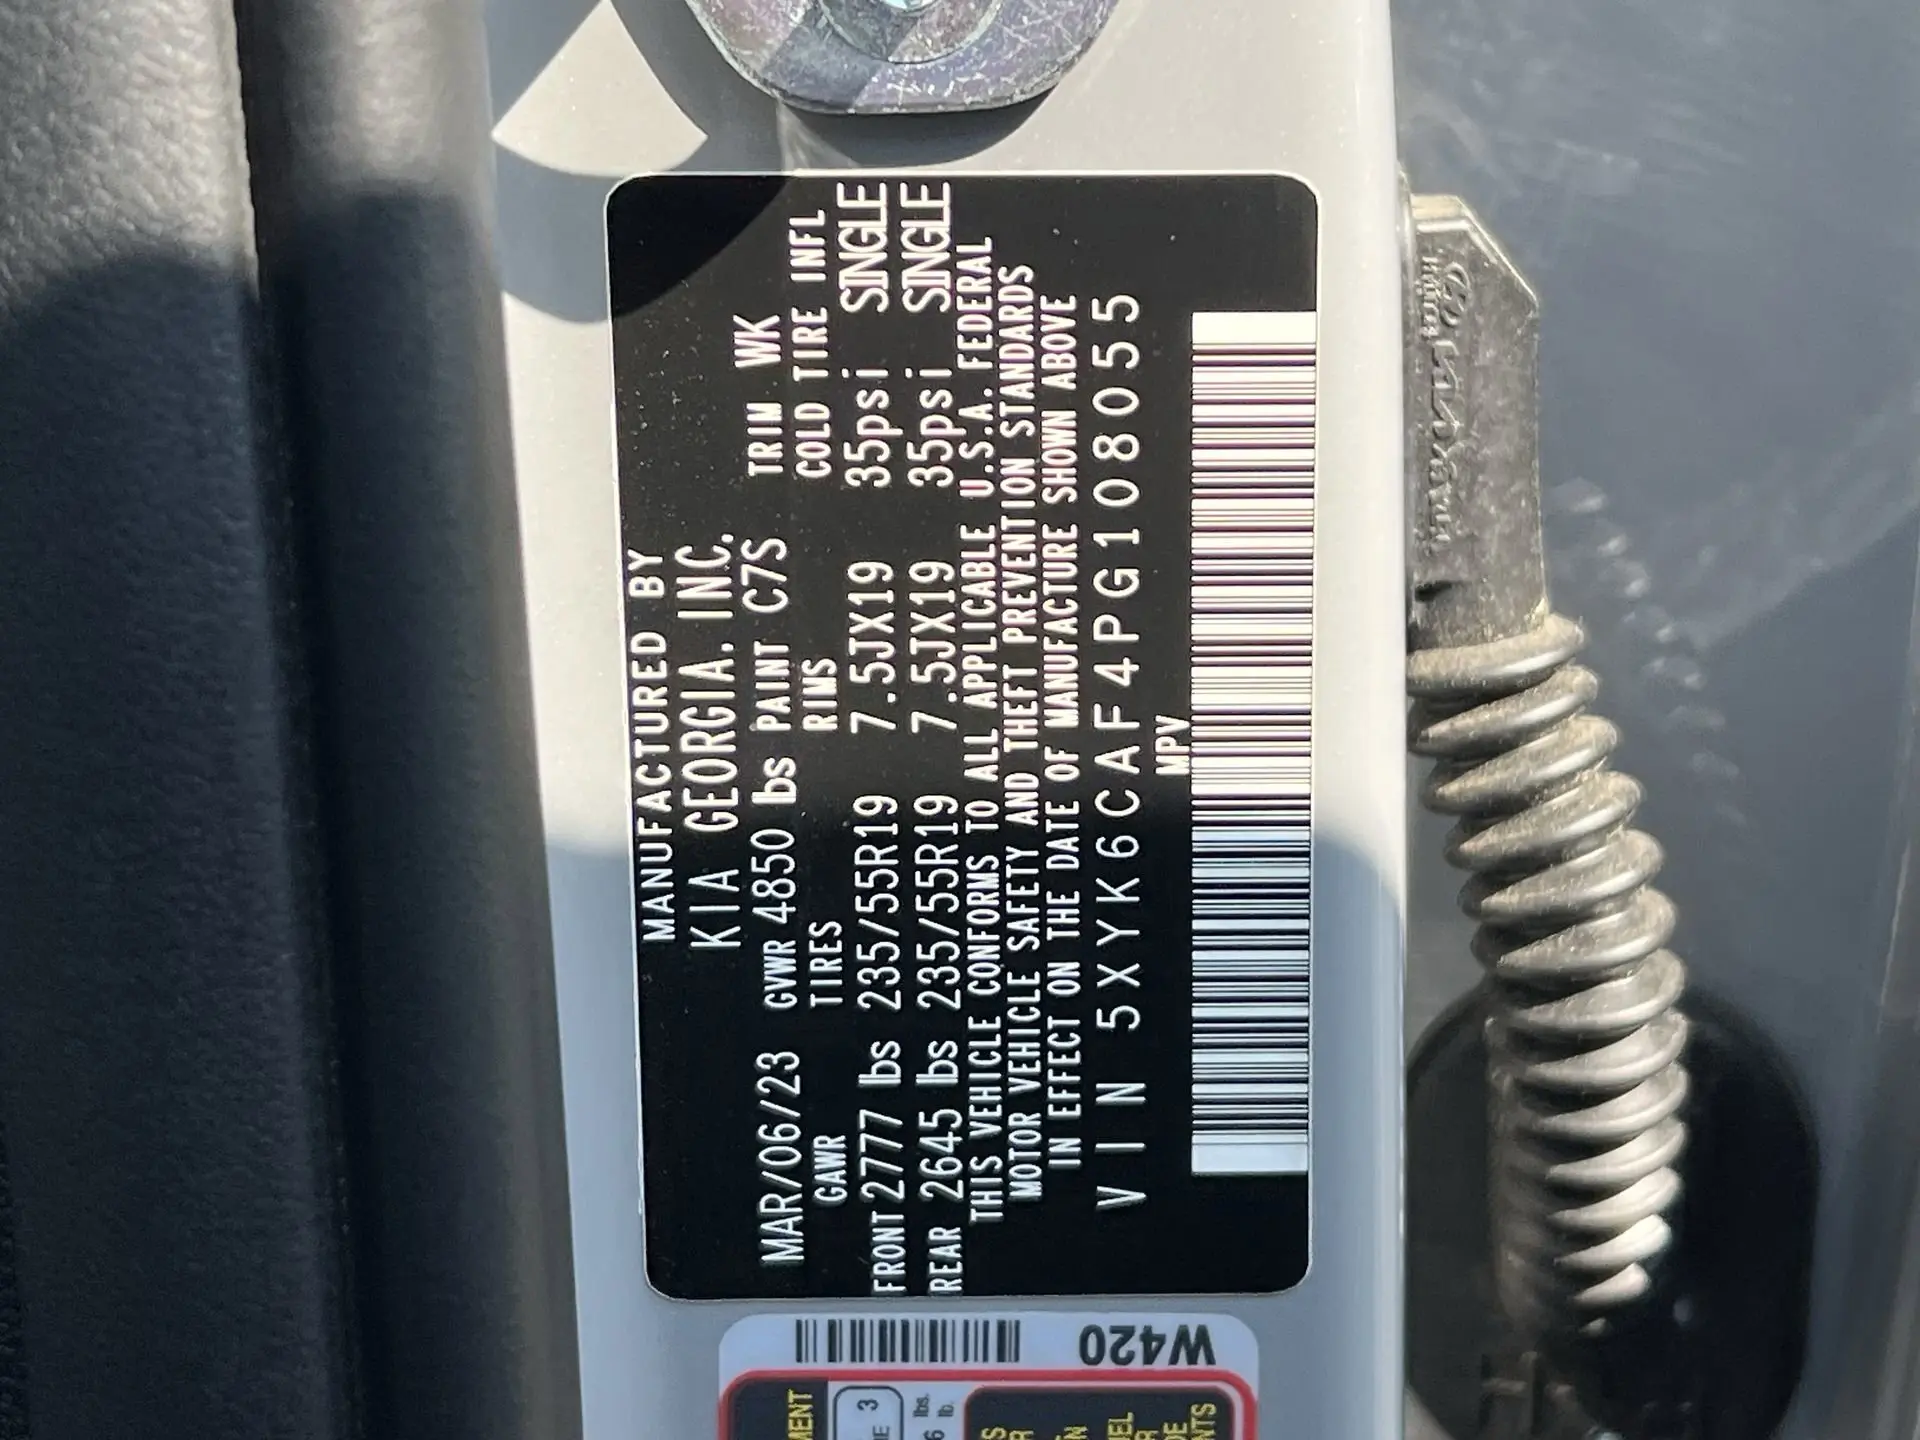 MANUFACTURED BY
KIA GEORGIA. INC.
MAR/06/23 GVWR 4850 lbs PAINT C7S TRIM WK
GAWR TIRES RIMS COLD TIRE INFL
FRONT 2777 lbs 235/55R19 7.5JX19 35psi SINGLE
REAR 2645 lbs 235/55R19 7.5JX19 35psi SINGLE
THIS VEHICLE CONFORMS TO ALL APPLICABLE U.S.A. FEDERAL
MOTOR VEHICLE SAFETY AND THEFT PREVENTION STANDARDS
IN EFFECT ON THE DATE OF MANUFACTURE SHOWN ABOVE
VIN 5XYK6CAF4PG108055
MPV
W420
3
lbs.
lb.